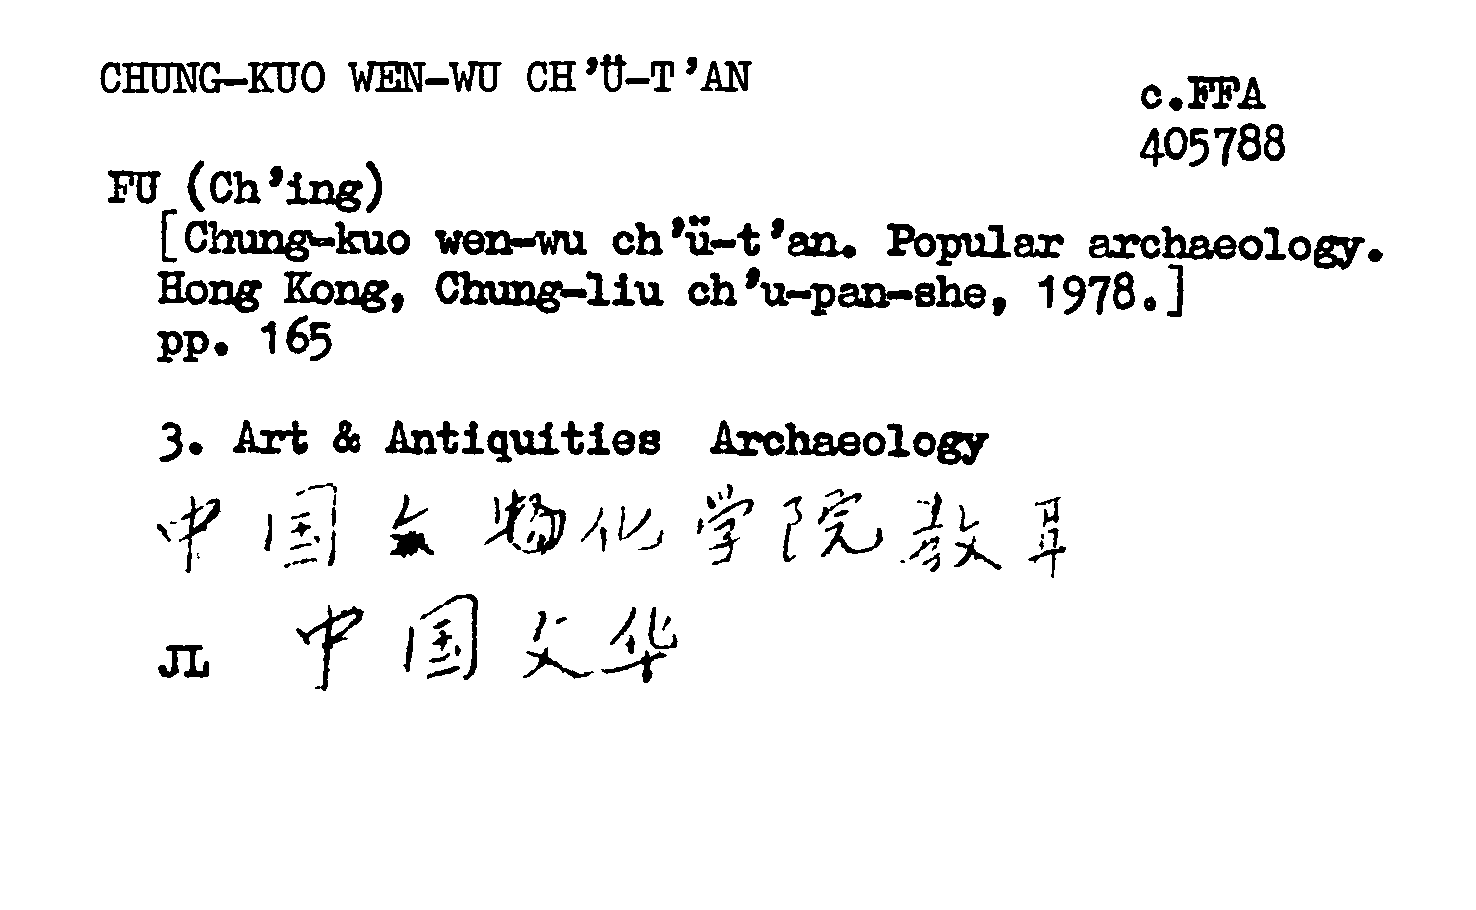 CHUNG-KUO WEN-WU CH'Ü-T'AN
c.FFA
405788
FU (Ch'ing)
[Chung-kuo wen-wu ch'ü-t'an. Popular archaeology.
Hong Kong, Chung-liu ch'u-pan-she, 1978.]
pp. 165
3. Art & Antiquities Archaeology
中国 物化学院教
JL 中国文华